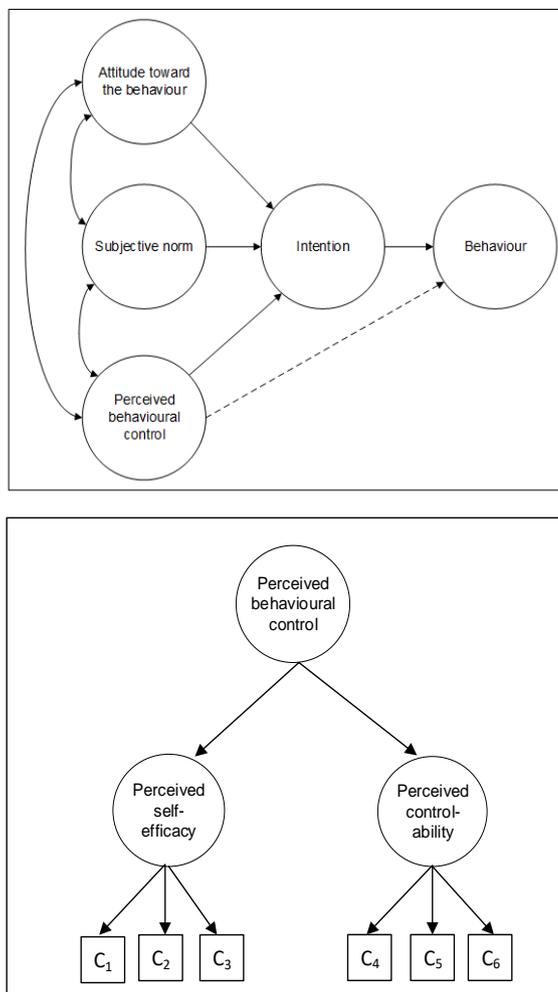 Attitude toward
the behaviour
Subjective norm
Intention
Behaviour
Perceived
behavioural
control
Perceived
behavioural
control
Perceived
self-
efficacy
Perceived
control-
ability
C₁
C₂
C₃
C₄
C₅
C₆